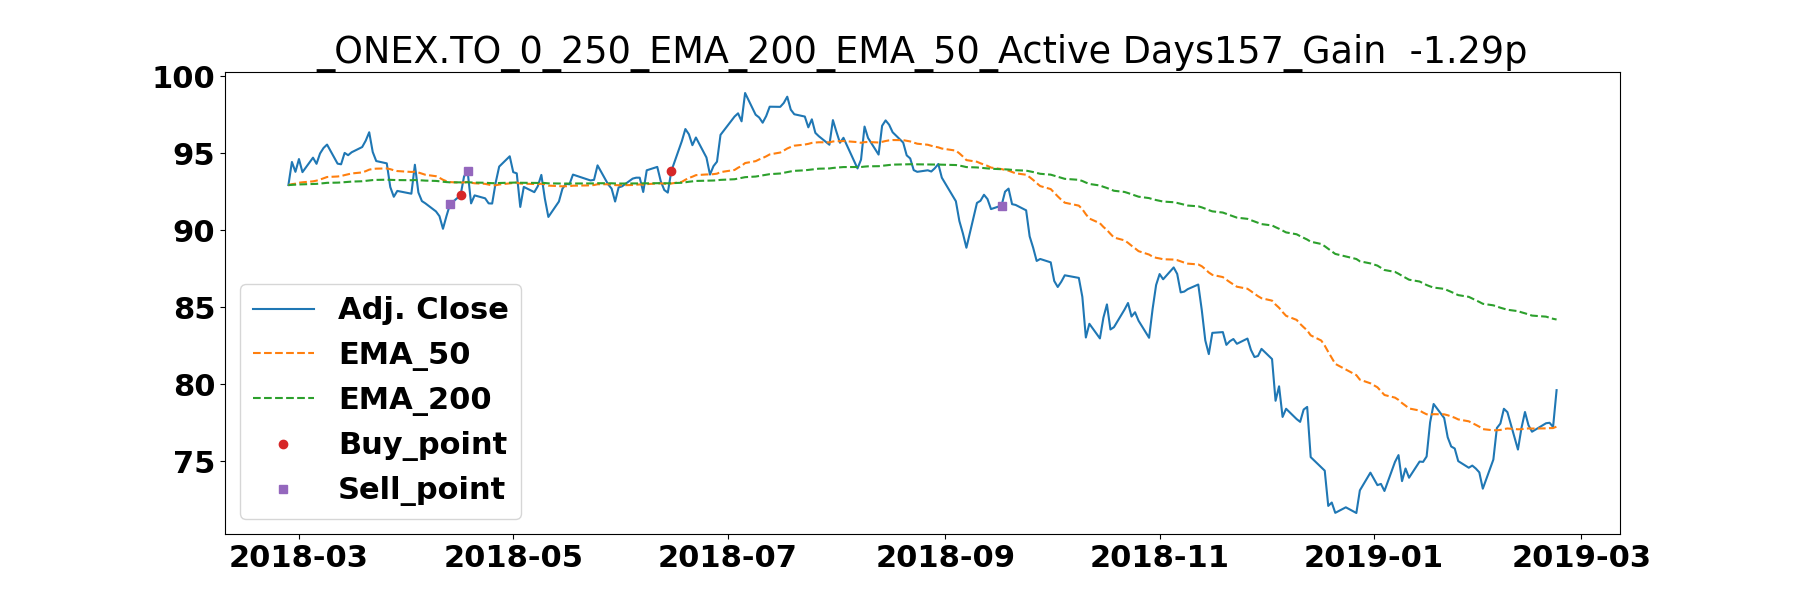 _ONEX.TO_0_250_EMA_200_EMA_50_Active Days157_Gain  -1.29p
100
95
90
85
80
75
Adj. Close
EMA_50
EMA_200
Buy_point
Sell_point
2018-03 2018-05 2018-07 2018-09 2018-11 2019-01 2019-03